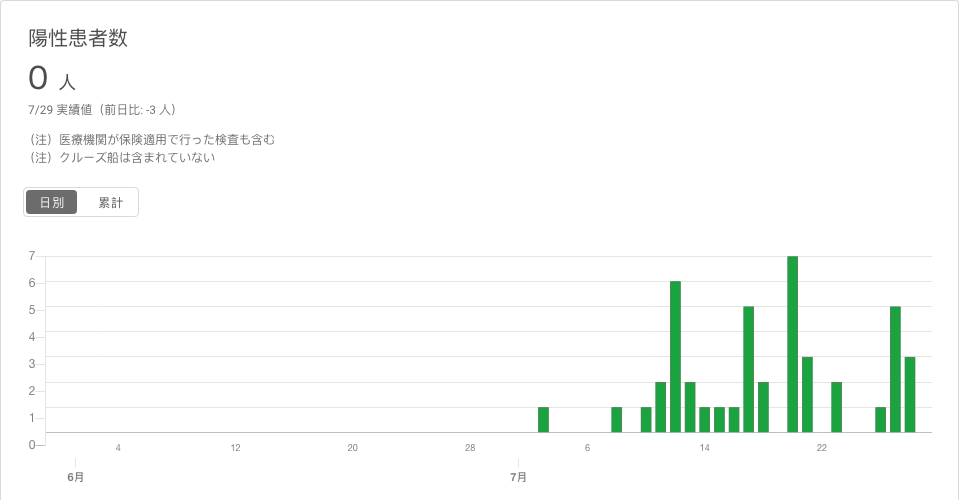 陽性患者数
0 人
7/29 実績値（前日比: -3 人）
（注）医療機関が保険適用で行った検査も含む
（注）クルーズ船は含まれていない
日別 累計
7
6
5
4
3
2
1
0
4 12 20 28 6 14 22
6月 7月